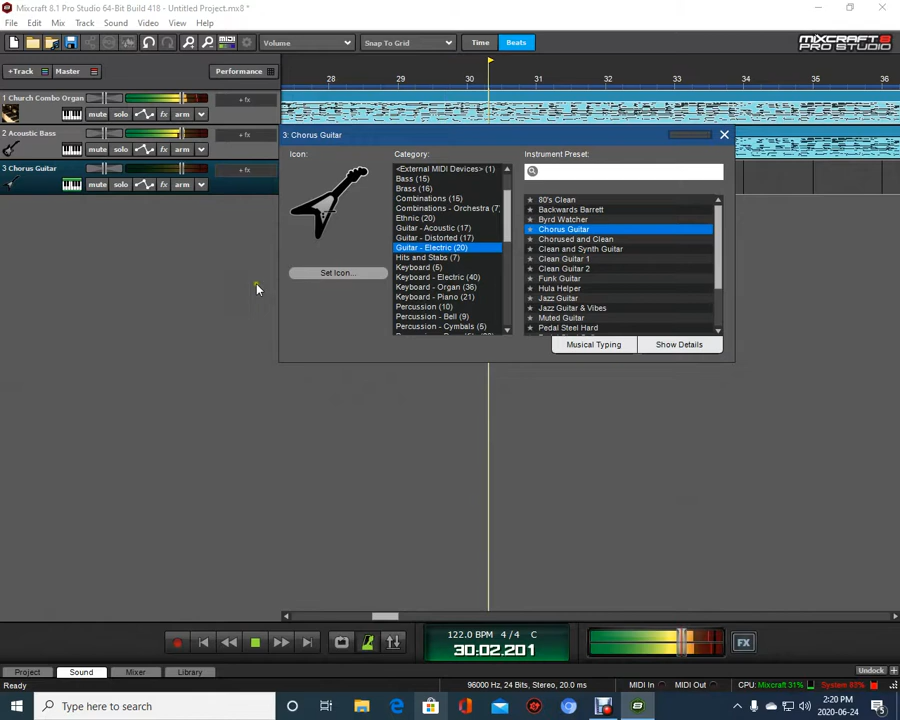 Mixcraft 8.1 Pro Studio 64-Bit Build 418 - Untitled Project.mx8 *
File Edit Mix Track Sound Video View Help
Volume Snap To Grid Time Beats MIXCRAFT 8 PRO STUDIO
+Track Master Performance 28 29 30 31 32 33 34 35 36
1 Church Combo Organ
mute solo fx arm + fx
2 Acoustic Bass
mute solo fx arm + fx
3 Chorus Guitar
mute solo fx arm + fx
3: Chorus Guitar
Icon: Category: Instrument Preset:
Set Icon...
<External MIDI Devices> (1)
Bass (15)
Brass (16)
Combinations (15)
Combinations - Orchestra (7)
Ethnic (20)
Guitar - Acoustic (17)
Guitar - Distorted (17)
Guitar - Electric (20)
Hits and Stabs (7)
Keyboard (5)
Keyboard - Electric (40)
Keyboard - Organ (36)
Keyboard - Piano (21)
Percussion (10)
Percussion - Bell (9)
Percussion - Cymbals (5)
80's Clean
Backwards Barrett
Byrd Watcher
Chorus Guitar
Chorused and Clean
Clean and Synth Guitar
Clean Guitar 1
Clean Guitar 2
Funk Guitar
Hula Helper
Jazz Guitar
Jazz Guitar & Vibes
Muted Guitar
Pedal Steel Hard
Musical Typing Show Details
122.0 BPM 4 / 4 C
30:02.201
FX
Project Sound Mixer Library Undock
Ready 96000 Hz, 24 Bits, Stereo, 20.0 ms MIDI In MIDI Out CPU: Mixcraft 31% System 83%
Type here to search
2:20 PM
2020-06-24
5